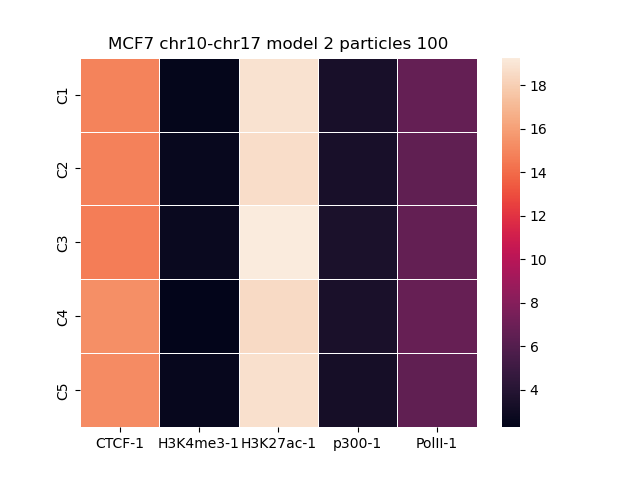 MCF7 chr10-chr17 model 2 particles 100
C1
C2
C3
C4
C5
CTCF-1 H3K4me3-1 H3K27ac-1 p300-1 PolII-1
18
16
14
12
10
8
6
4